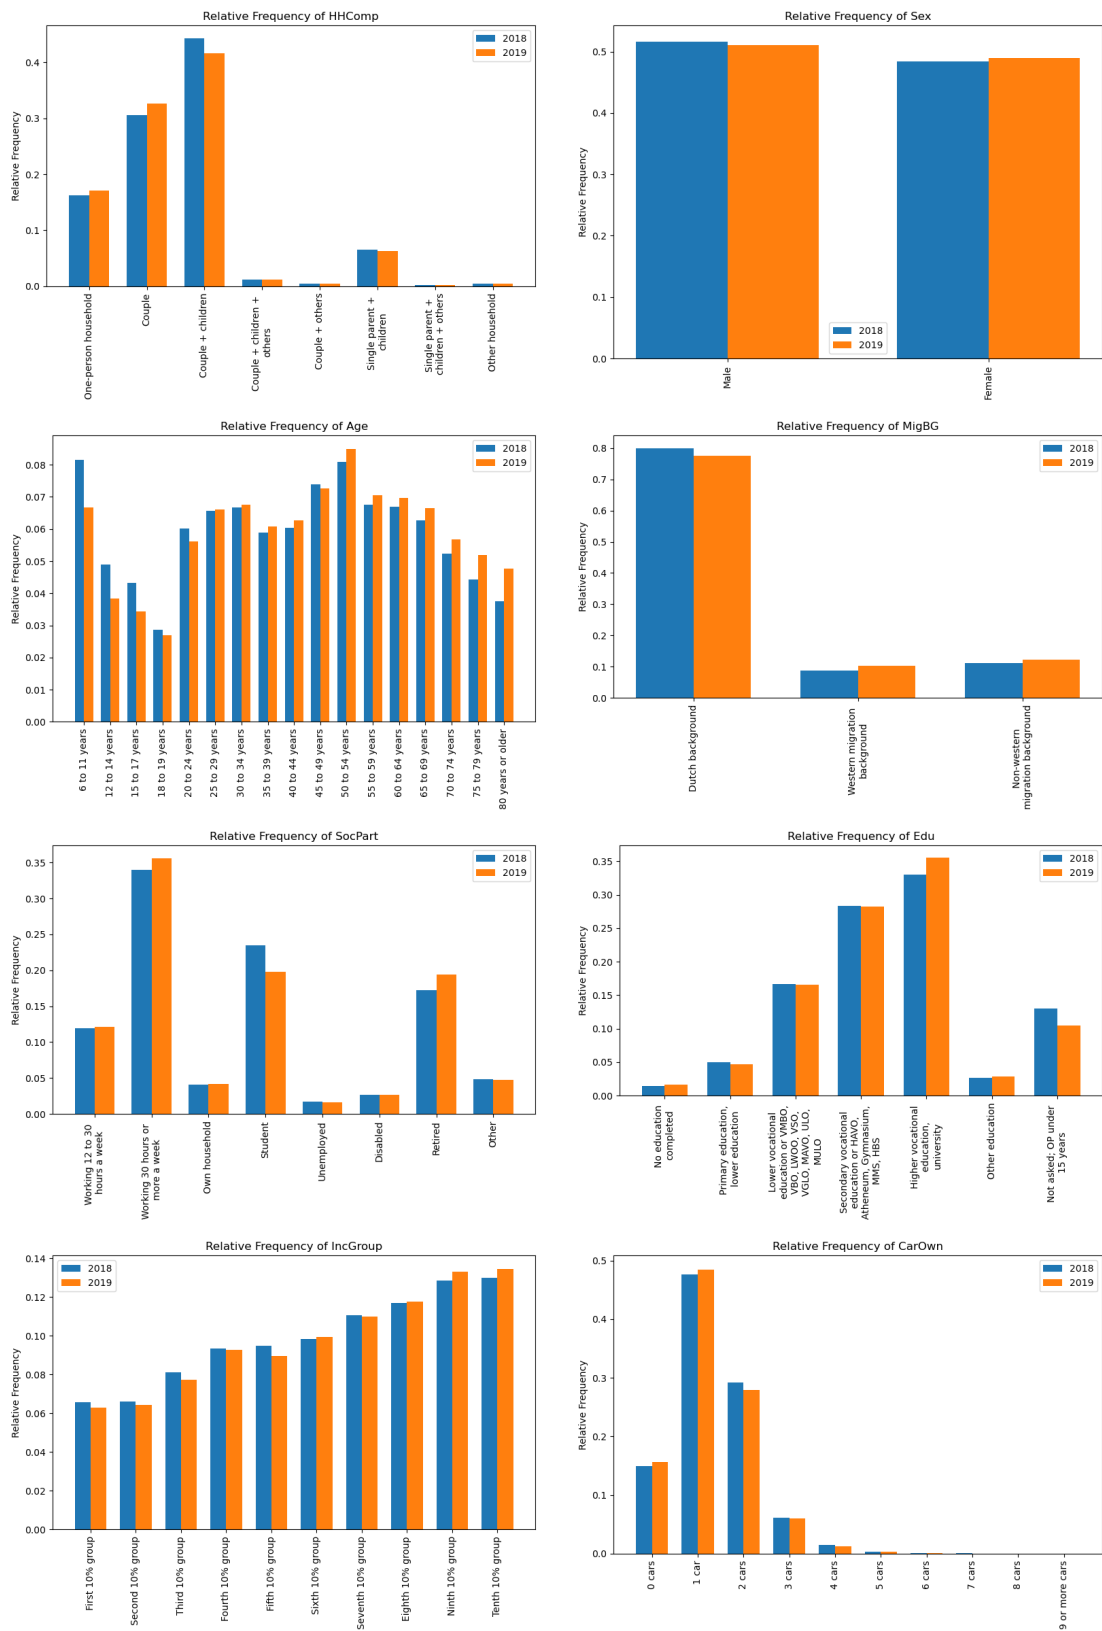 Relative Frequency of HHComp
Relative Frequency
0.4
0.3
0.2
0.1
0.0
2018
2019
One-person household
Couple
Couple + children
Couple + children +
others
Couple + others
Single parent +
children
Single parent +
children + others
Other household
Relative Frequency of Sex
Relative Frequency
0.5
0.4
0.3
0.2
0.1
0.0
2018
2019
Male
Female
Relative Frequency of Age
Relative Frequency
0.08
0.07
0.06
0.05
0.04
0.03
0.02
0.01
0.00
2018
2019
6 to 11 years
12 to 14 years
15 to 17 years
18 to 19 years
20 to 24 years
25 to 29 years
30 to 34 years
35 to 39 years
40 to 44 years
45 to 49 years
50 to 54 years
55 to 59 years
60 to 64 years
65 to 69 years
70 to 74 years
75 to 79 years
80 years or older
Relative Frequency of MigBG
Relative Frequency
0.8
0.7
0.6
0.5
0.4
0.3
0.2
0.1
0.0
2018
2019
Dutch background
Western migration
background
Non-western
migration background
Relative Frequency of SocPart
Relative Frequency
0.35
0.30
0.25
0.20
0.15
0.10
0.05
0.00
2018
2019
Working 12 to 30
hours a week
Working 30 hours or
more a week
Own household
Student
Unemployed
Disabled
Retired
Other
Relative Frequency of Edu
Relative Frequency
0.35
0.30
0.25
0.20
0.15
0.10
0.05
0.00
2018
2019
No education
completed
Primary education,
lower education
Lower vocational
education or VMBO,
VBO, LWOO, VSO,
VGLO, MAVO, ULO,
MULO
Secondary vocational
education or HAVO,
Atheneum, Gymnasium,
MMS, HBS
Higher vocational
education,
university
Other education
Not asked; OP under
15 years
Relative Frequency of IncGroup
Relative Frequency
0.14
0.12
0.10
0.08
0.06
0.04
0.02
0.00
2018
2019
First 10% group
Second 10% group
Third 10% group
Fourth 10% group
Fifth 10% group
Sixth 10% group
Seventh 10% group
Eighth 10% group
Ninth 10% group
Tenth 10% group
Relative Frequency of CarOwn
Relative Frequency
0.5
0.4
0.3
0.2
0.1
0.0
2018
2019
0 cars
1 car
2 cars
3 cars
4 cars
5 cars
6 cars
7 cars
8 cars
9 or more cars